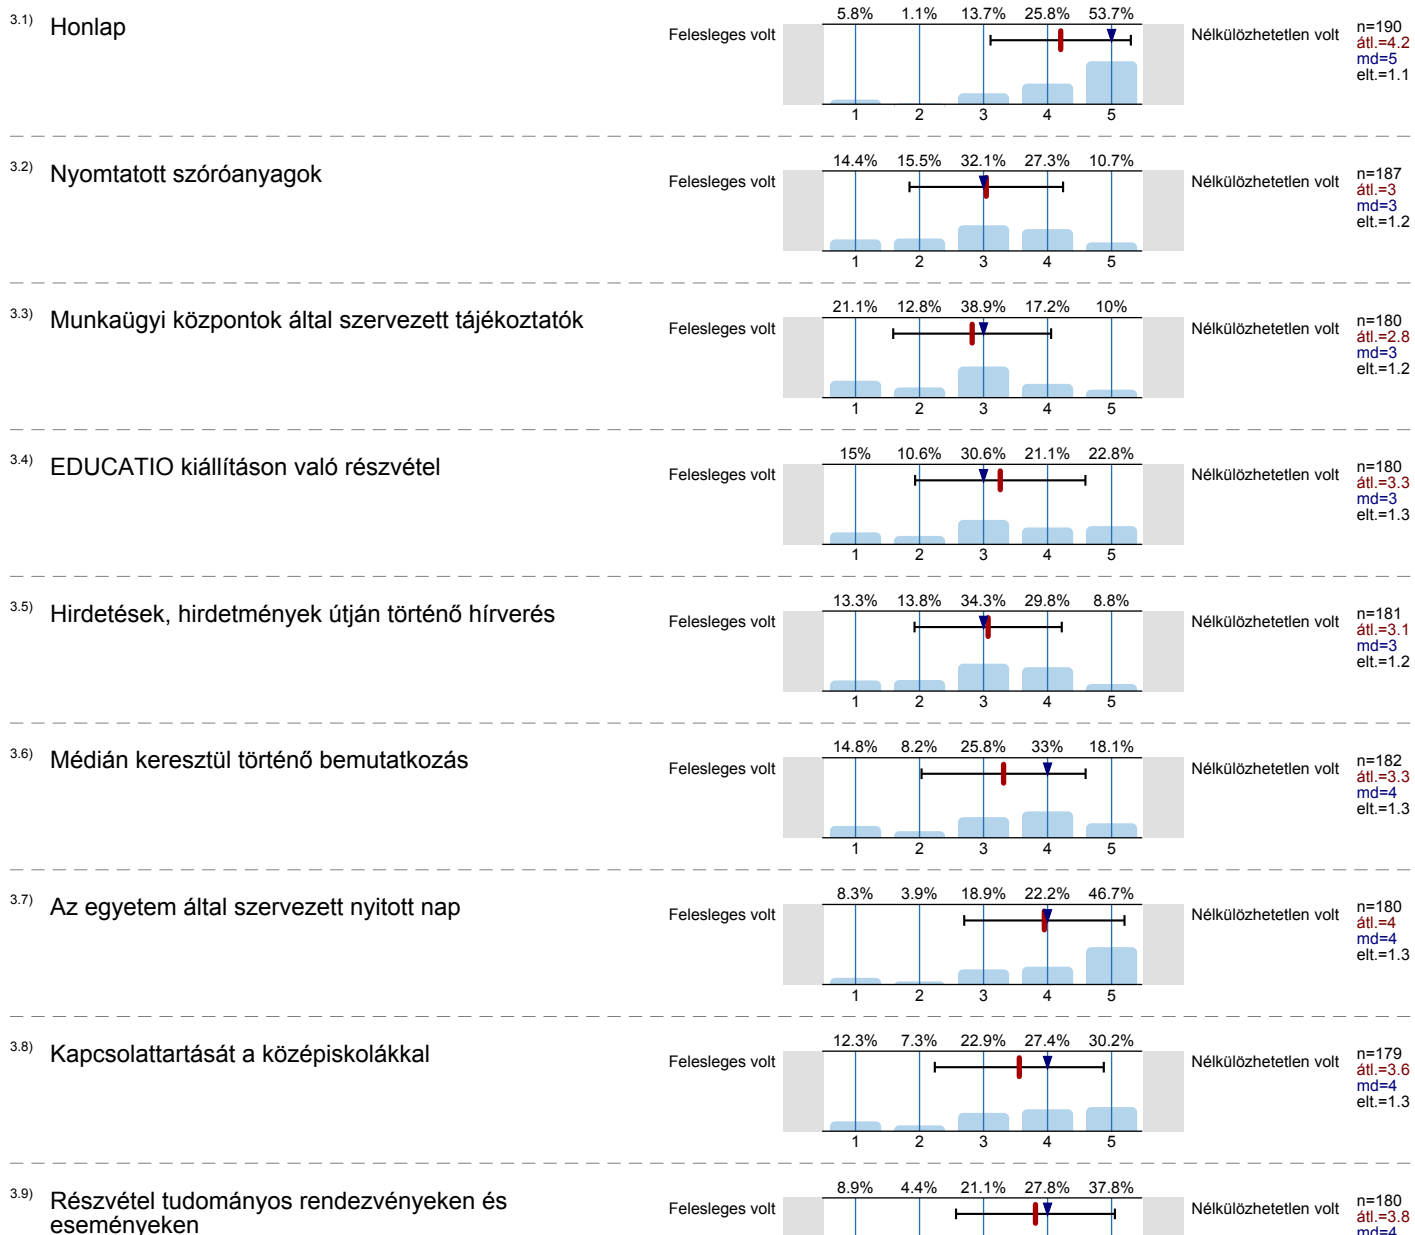 3.1) Honlap
5.8% 1.1% 13.7% 25.8% 53.7%
Felesleges volt
Nélkülözhetetlen volt
n=190
átl.=4.2
md=5
elt.=1.1
1 2 3 4 5
3.2) Nyomtatott szóróanyagok
14.4% 15.5% 32.1% 27.3% 10.7%
Felesleges volt
Nélkülözhetetlen volt
n=187
átl.=3
md=3
elt.=1.2
1 2 3 4 5
3.3) Munkaügyi központok által szervezett tájékoztatók
21.1% 12.8% 38.9% 17.2% 10%
Felesleges volt
Nélkülözhetetlen volt
n=180
átl.=2.8
md=3
elt.=1.2
1 2 3 4 5
3.4) EDUCATIO kiállításon való részvétel
15% 10.6% 30.6% 21.1% 22.8%
Felesleges volt
Nélkülözhetetlen volt
n=180
átl.=3.3
md=3
elt.=1.3
1 2 3 4 5
3.5) Hirdetések, hirdetmények útján történő hírverés
13.3% 13.8% 34.3% 29.8% 8.8%
Felesleges volt
Nélkülözhetetlen volt
n=181
átl.=3.1
md=3
elt.=1.2
1 2 3 4 5
3.6) Médián keresztül történő bemutatkozás
14.8% 8.2% 25.8% 33% 18.1%
Felesleges volt
Nélkülözhetetlen volt
n=182
átl.=3.3
md=4
elt.=1.3
1 2 3 4 5
3.7) Az egyetem által szervezett nyitott nap
8.3% 3.9% 18.9% 22.2% 46.7%
Felesleges volt
Nélkülözhetetlen volt
n=180
átl.=4
md=4
elt.=1.3
1 2 3 4 5
3.8) Kapcsolattartását a középiskolákkal
12.3% 7.3% 22.9% 27.4% 30.2%
Felesleges volt
Nélkülözhetetlen volt
n=179
átl.=3.6
md=4
elt.=1.3
1 2 3 4 5
3.9) Részvétel tudományos rendezvényeken és
eseményeken
8.9% 4.4% 21.1% 27.8% 37.8%
Felesleges volt
Nélkülözhetetlen volt
n=180
átl.=3.8
md=4